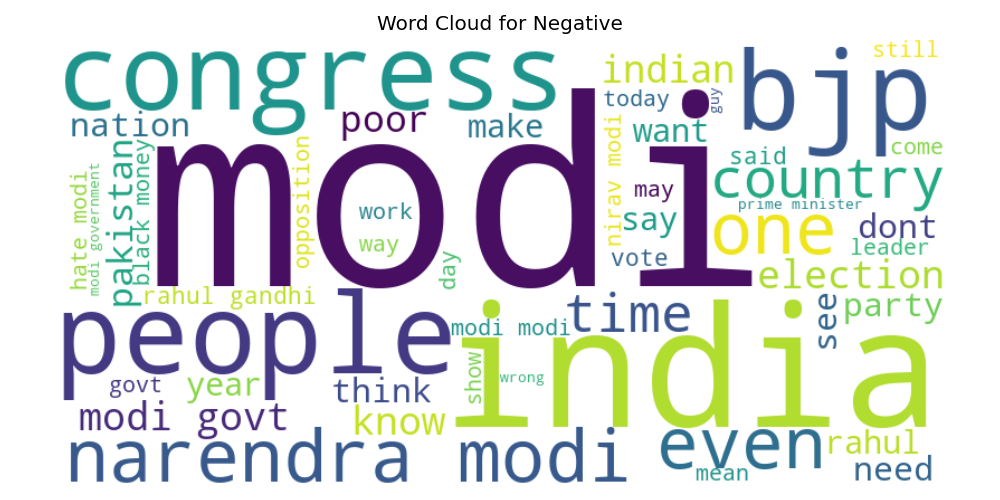 Word Cloud for Negative
congress
bjp
still
indian
today
guy
nation
poor
make
want
come
modi
said
country
pakistan
black money
opposition
nirav modi
hate modi
modi government
work
may
say
prime minister
one
dont
way
vote
leader
day
election
rahul gandhi
people
time
see
party
modi modi
india
show
wrong
govt
year
think
modi govt
know
narendra modi
even
rahul
mean
need